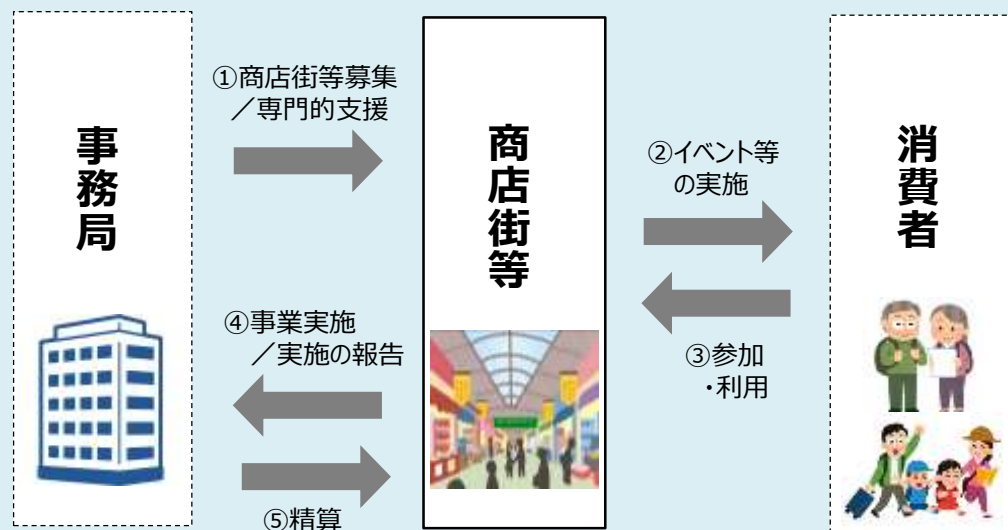 事務局
①商店街等募集
／専門的支援
商店街等
②イベント等
の実施
消費者
③参加
・利用
④事業実施
／実施の報告
⑤精算